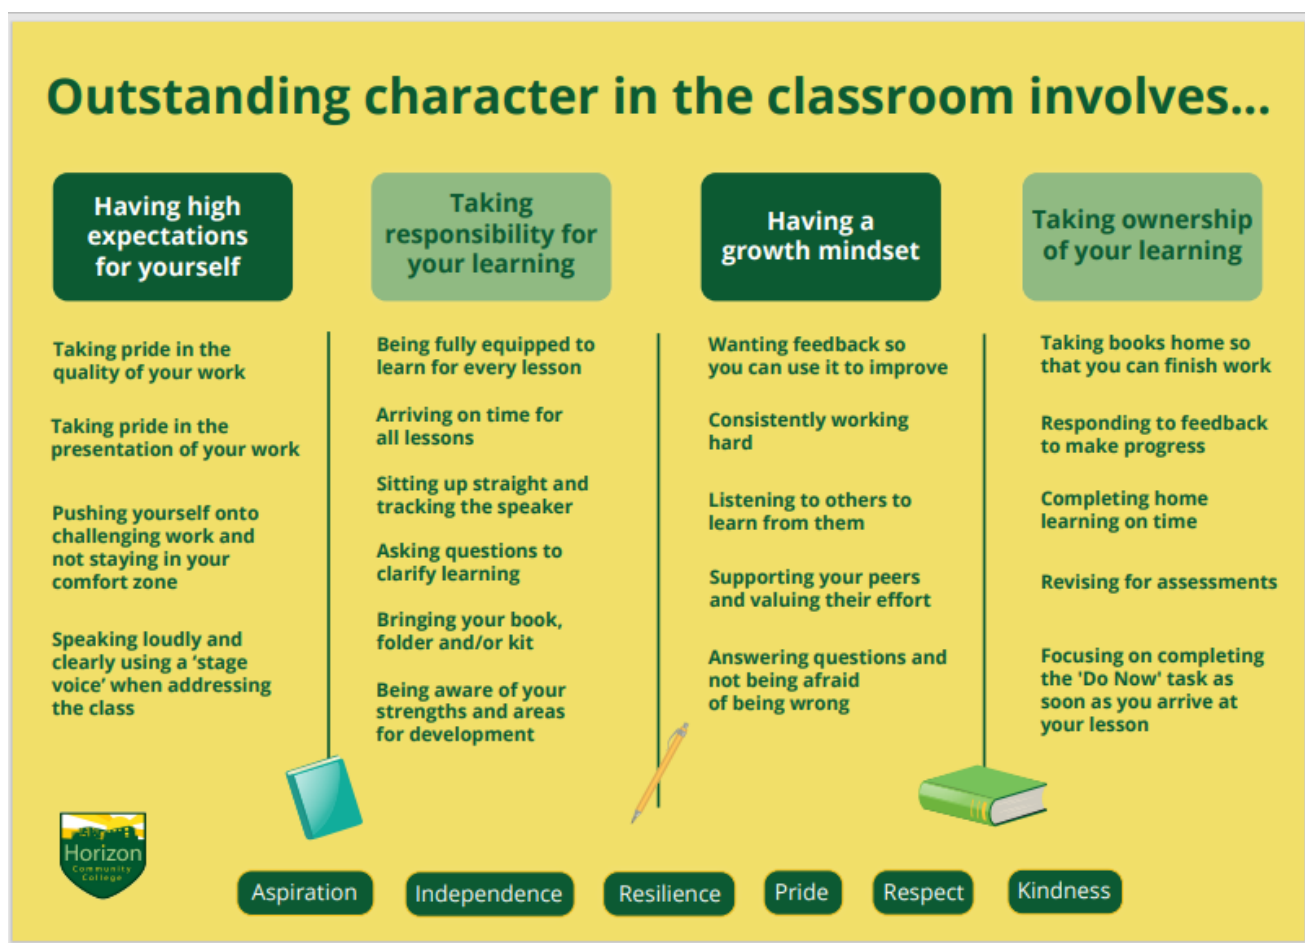 Outstanding character in the classroom involves...
Having high
expectations
for yourself
Taking pride in the
quality of your work
Taking pride in the
presentation of your work
Pushing yourself onto
challenging work and
not staying in your
comfort zone
Speaking loudly and
clearly using a ‘stage
voice’ when addressing
the class
Taking
responsibility for
your learning
Being fully equipped to
learn for every lesson
Arriving on time for
all lessons
Sitting up straight and
tracking the speaker
Asking questions to
clarify learning
Bringing your book,
folder and/or kit
Being aware of your
strengths and areas
for development
Having a
growth mindset
Wanting feedback so
you can use it to improve
Consistently working
hard
Listening to others to
learn from them
Supporting your peers
and valuing their effort
Answering questions and
not being afraid
of being wrong
Taking ownership
of your learning
Taking books home so
that you can finish work
Responding to feedback
to make progress
Completing home
learning on time
Revising for assessments
Focusing on completing
the 'Do Now' task as
soon as you arrive at
your lesson
Horizon
Community
College
Aspiration
Independence
Resilience
Pride
Respect
Kindness